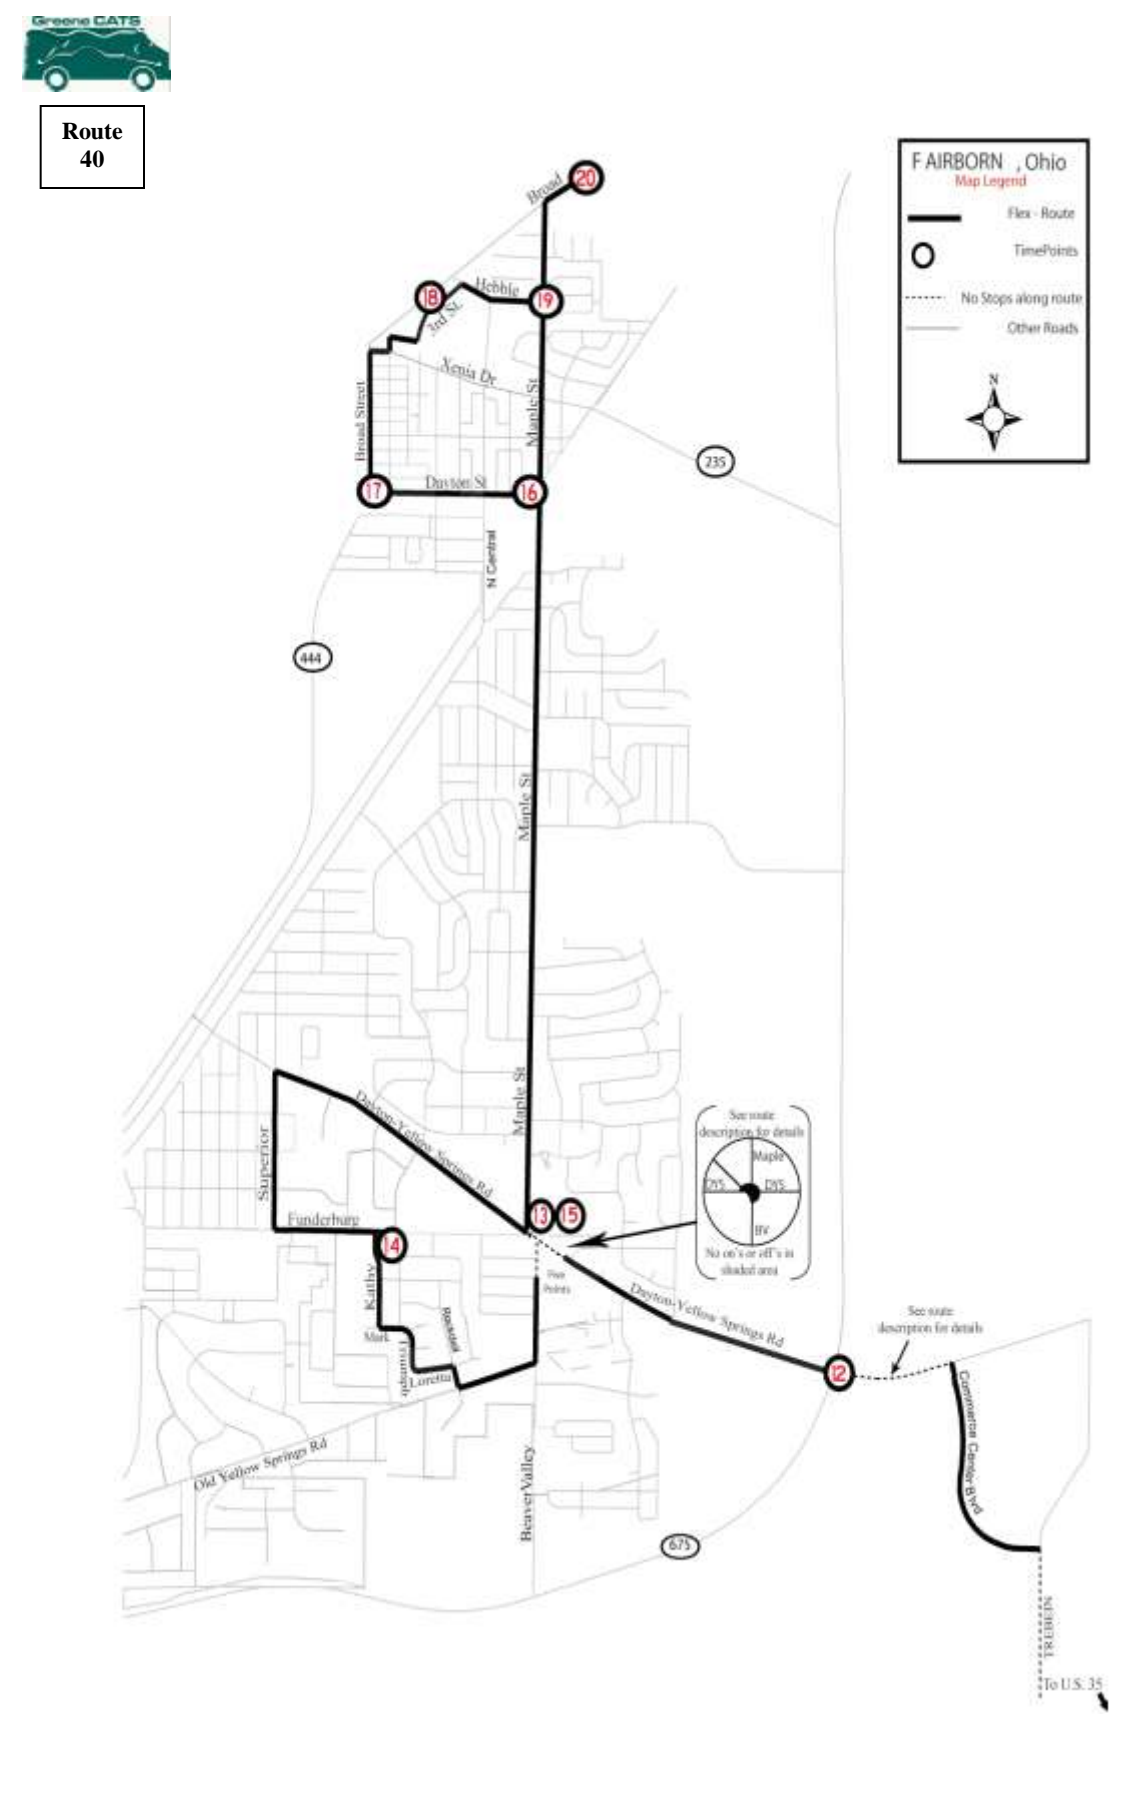 Greene CATS
Route
40
F AIRBORN , Ohio
Map Legend
Flex - Route
TimePoints
No Stops along route
Other Roads
N
Broad
20
Hebble
18
19
3rd St.
Xenia Dr
Maple St
Broad Street
235
17
Dayton St
16
N Central
444
Maple St
Maple St
Dayton-Yellow Springs Rd
Superior
See route
description for details
Maple
DYS
DYS
BV
No on's or off's in
shaded area
13
15
Funderburg
14
Kathy
Five
Points
Dayton-Yellow Springs Rd
Mark
Triumph
Loretta
See route
description for details
12
Commerce Center Blvd
Old Yellow Springs Rd
Beaver Valley
675
TREBEIN
To U.S. 35